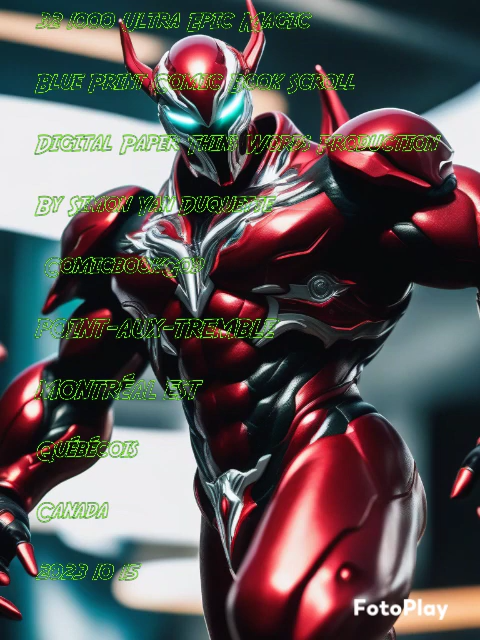 32 1000 Ultra Epic Magic
Blue Print Comic Book Scroll
Digital Paper Thin Words Production
By Simon Yan Duquette
ComicbookGod
Point-aux-tremble
Montréal Est
Québécois
Canada
2023 10 15
FotoPlay